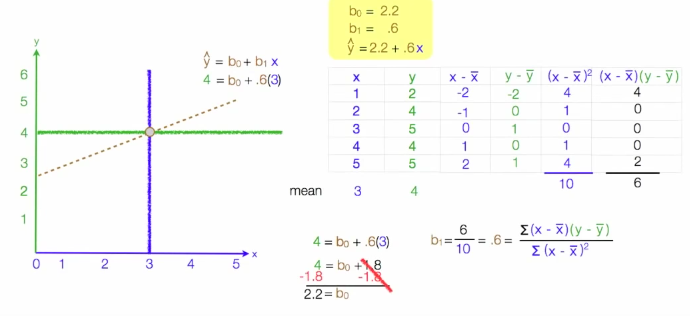 b₀ = 2.2
b₁ = .6
ŷ = 2.2 + .6x
y
6
5
4
3
2
1
0 1 2 3 4 5 x
ŷ = b₀ + b₁ x
4 = b₀ + .6(3)
x y x - x̅ y - y̅ (x - x̅)² (x - x̅)(y - y̅)
1 2 -2 -2 4 4
2 4 -1 0 1 0
3 5 0 1 0 0
4 4 1 0 1 0
5 5 2 1 4 2
mean 3 4 10 6
4 = b₀ + .6(3)
4 = b₀ + 1.8
-1.8 -1.8
2.2 = b₀
b₁ = 6/10 = .6 = Σ(x - x̅)(y - y̅) / Σ(x - x̅)²